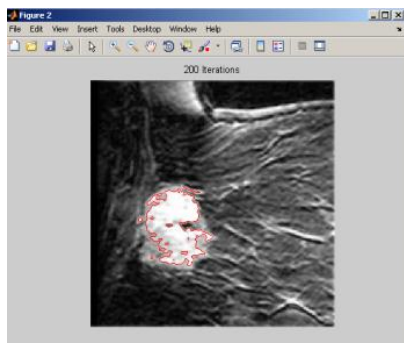 Figure 2
File Edit View Insert Tools Desktop Window Help
200 Iterations